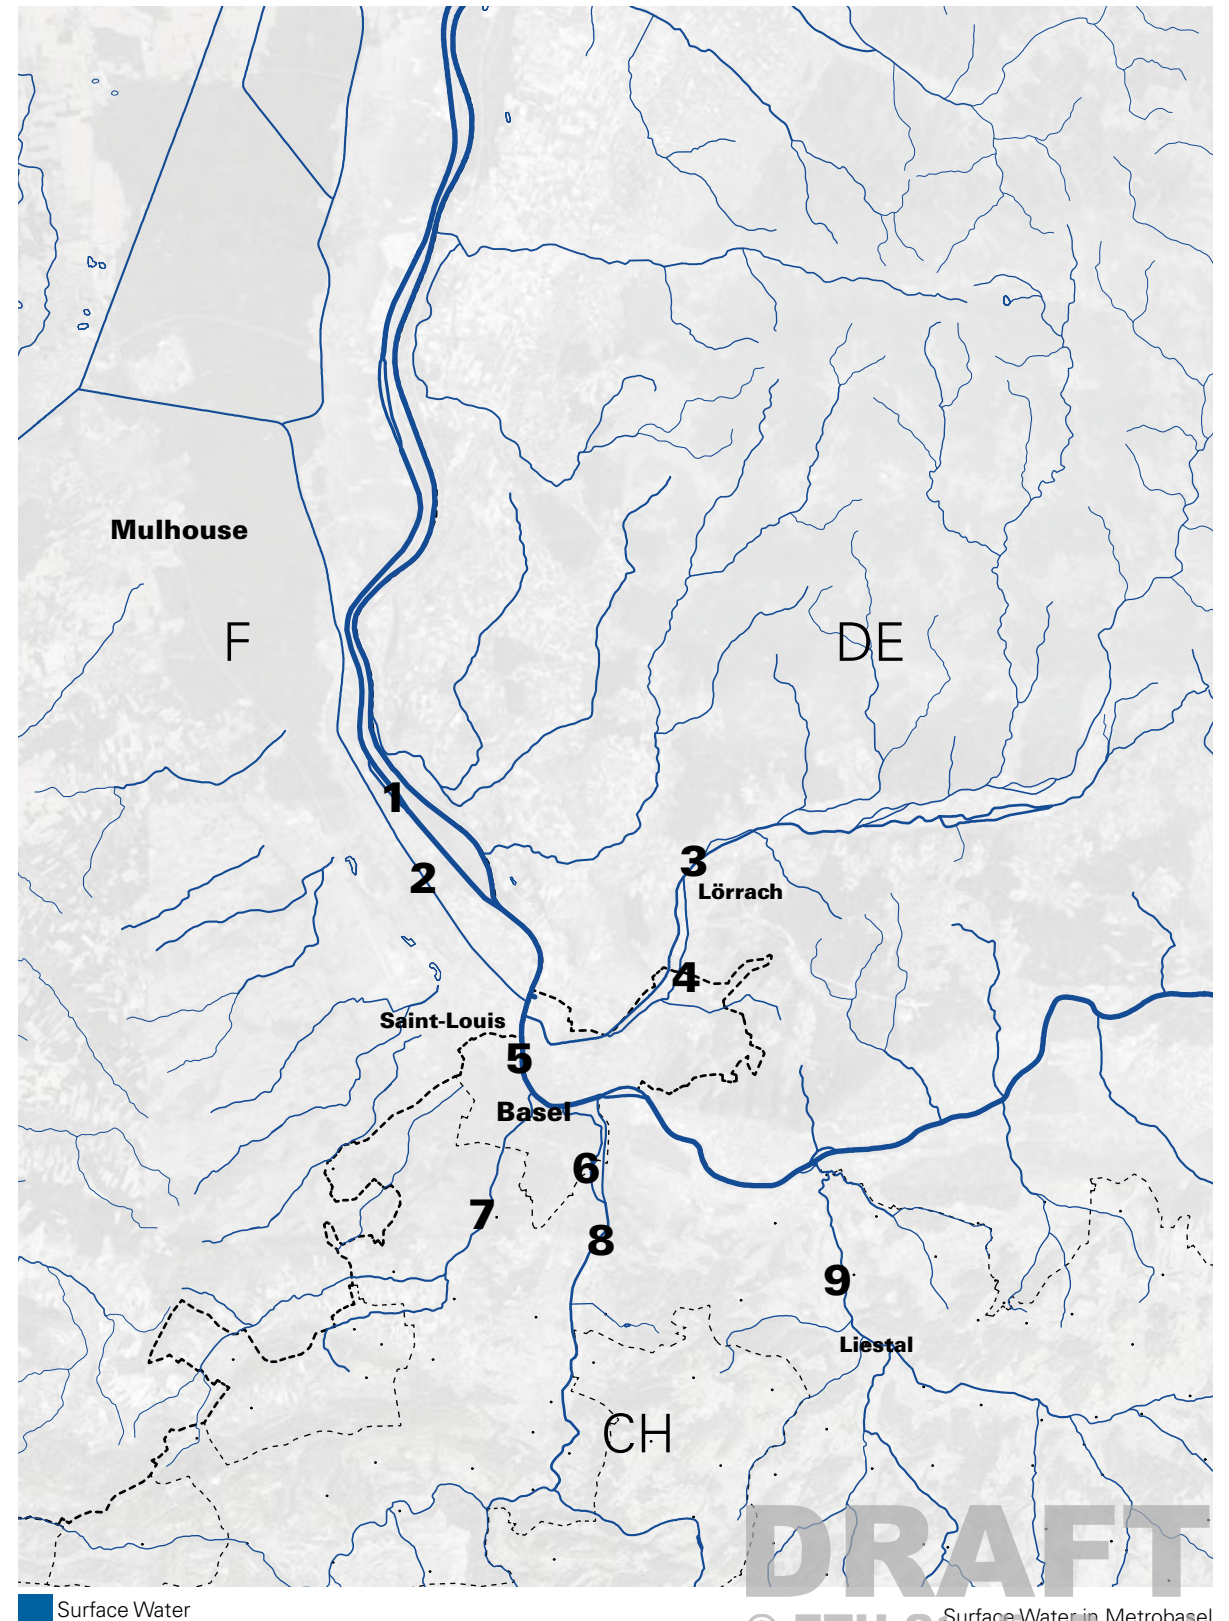 Mulhouse
F
DE
1
2
3
Lörrach
4
Saint-Louis
5
Basel
6
7
8
9
Liestal
CH
DRAFT
Surface Water
Surface Water in Metrobasel